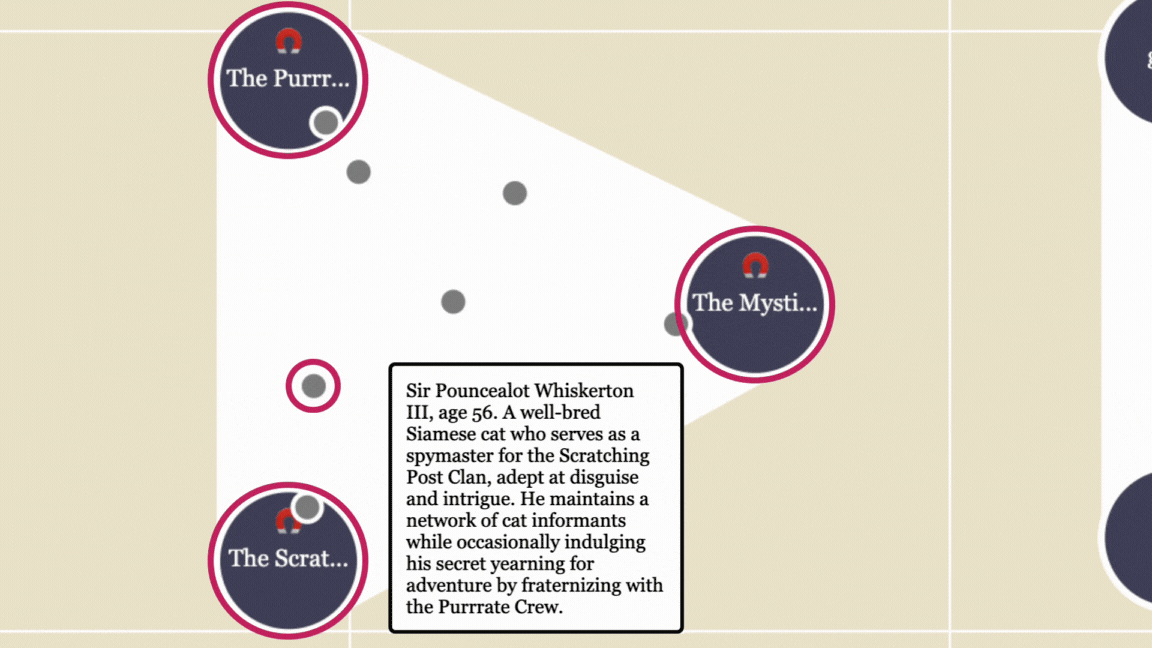 The Purrr...
The Mysti...
Sir Pouncealot Whiskerton
III, age 56. A well-bred
Siamese cat who serves as a
spymaster for the Scratching
Post Clan, adept at disguise
and intrigue. He maintains a
network of cat informants
while occasionally indulging
his secret yearning for
adventure by fraternizing with
the Purrrate Crew.
The Scrat...